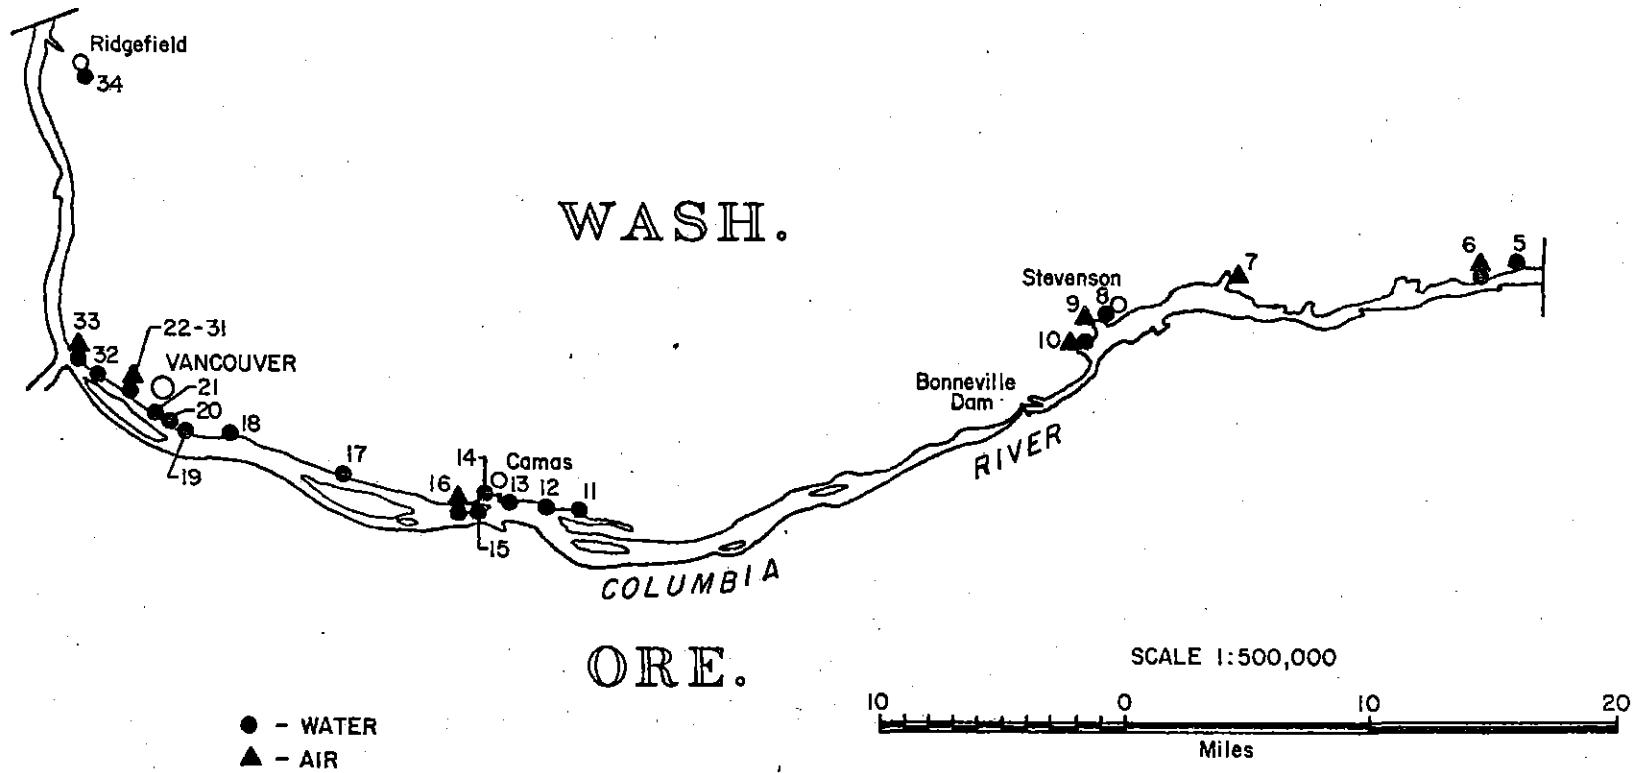 Ridgefield
34
WASH.
6
5
7
Stevenson
9
8
10
33
22-31
32
VANCOUVER
21
20
18
19
Bonneville
Dam
RIVER
17
14
Camas
16
13
12
11
15
COLUMBIA
ORE.
SCALE 1:500,000
10
0
10
20
Miles
● - WATER
▲ - AIR